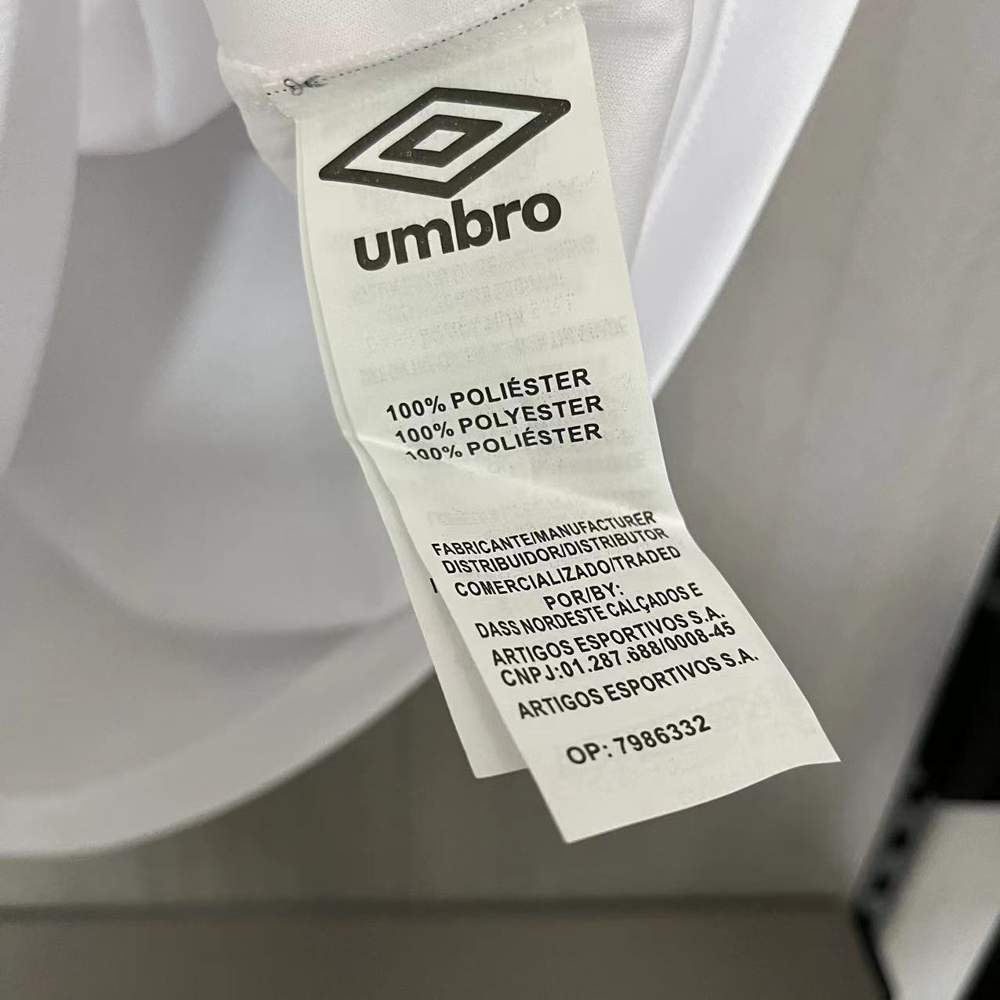 umbro
100% POLIÉSTER
100% POLYESTER
100% POLIÉSTER
FABRICANTE/MANUFACTURER
DISTRIBUIDOR/DISTRIBUTOR
COMERCIALIZADO/TRADED
POR/BY:
DASS NORDESTE CALÇADOS E
ARTIGOS ESPORTIVOS S.A.
CNPJ:01.287.688/0008-45
ARTIGOS ESPORTIVOS S.A.
OP: 7986332